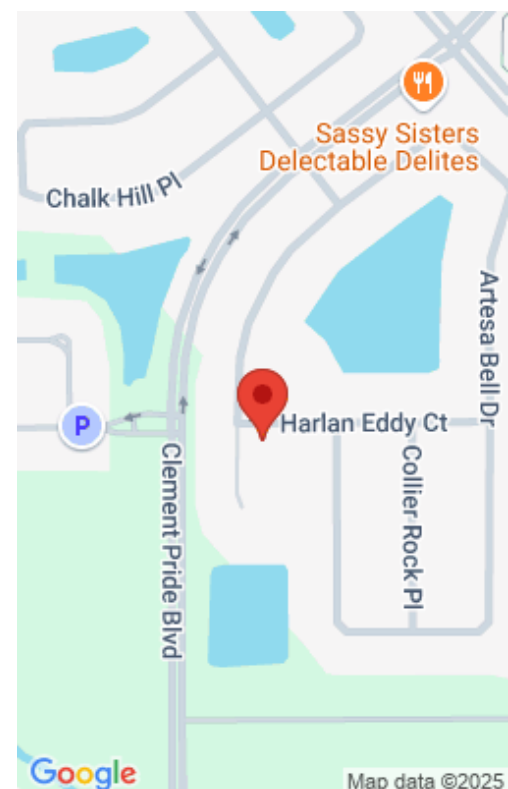 Sassy Sisters
Delectable Delites
Chalk Hill Pl
Artesa Bell Dr
P
Harlan Eddy Ct
Collier Rock Pl
Clement Pride Blvd
Google
Map data ©2025